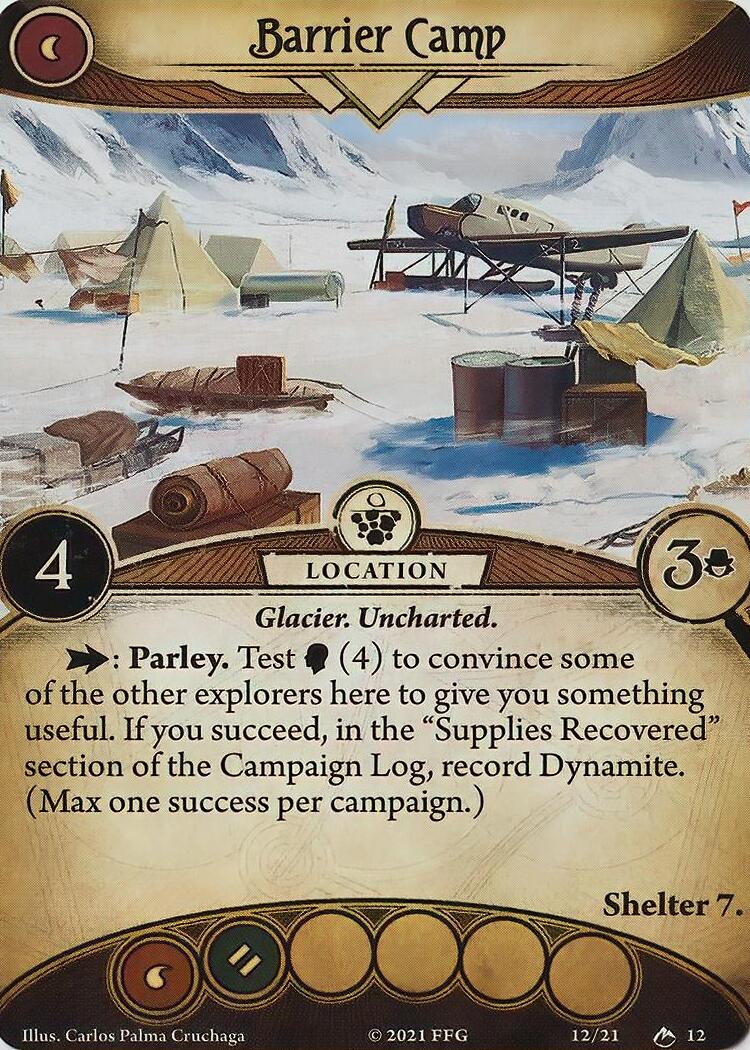 Barrier Camp
4
LOCATION
3
Glacier. Uncharted.
: Parley. Test (4) to convince some
of the other explorers here to give you something
useful. If you succeed, in the “Supplies Recovered”
section of the Campaign Log, record Dynamite.
(Max one success per campaign.)
Shelter 7.
Illus. Carlos Palma Cruchaga
© 2021 FFG
12/21
12